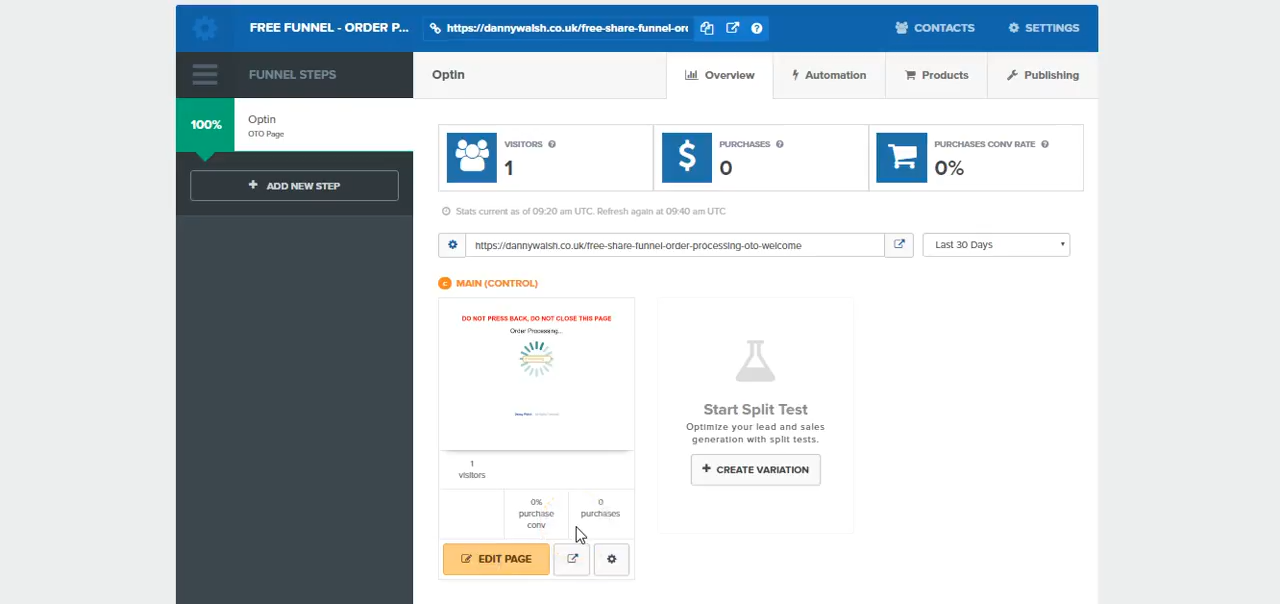 FREE FUNNEL - ORDER P...
https://dannywalsh.co.uk/free-share-funnel-or
CONTACTS
SETTINGS
FUNNEL STEPS
Optin
Overview
Automation
Products
Publishing
100%
Optin
OTO Page
+ ADD NEW STEP
VISITORS
1
PURCHASES
0
PURCHASES CONV RATE
0%
Stats current as of 09:20 am UTC. Refresh again at 09:40 am UTC
https://dannywalsh.co.uk/free-share-funnel-order-processing-oto-welcome
Last 30 Days
C MAIN (CONTROL)
DO NOT PRESS BACK, DO NOT CLOSE THIS PAGE
Order Processing...
Start Split Test
Optimize your lead and sales
generation with split tests.
+ CREATE VARIATION
1
visitors
0%
purchase
conv
0
purchases
EDIT PAGE